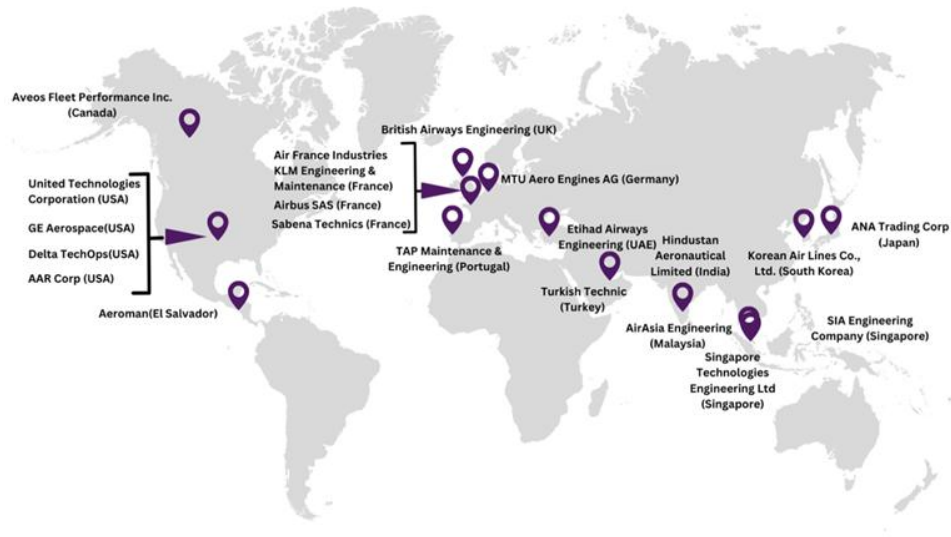 Aveos Fleet Performance Inc.
(Canada)
United Technologies
Corporation (USA)
GE Aerospace(USA)
Delta TechOps(USA)
AAR Corp (USA)
Aeroman(El Salvador)
British Airways Engineering (UK)
Air France Industries
KLM Engineering &
Maintenance (France)
Airbus SAS (France)
Sabena Technics (France)
MTU Aero Engines AG (Germany)
TAP Maintenance &
Engineering (Portugal)
Etihad Airways
Engineering (UAE)
Turkish Technic
(Turkey)
Hindustan
Aeronautical
Limited (India)
AirAsia Engineering
(Malaysia)
Singapore
Technologies
Engineering Ltd
(Singapore)
Korean Air Lines Co.,
Ltd. (South Korea)
ANA Trading Corp
(Japan)
SIA Engineering
Company (Singapore)